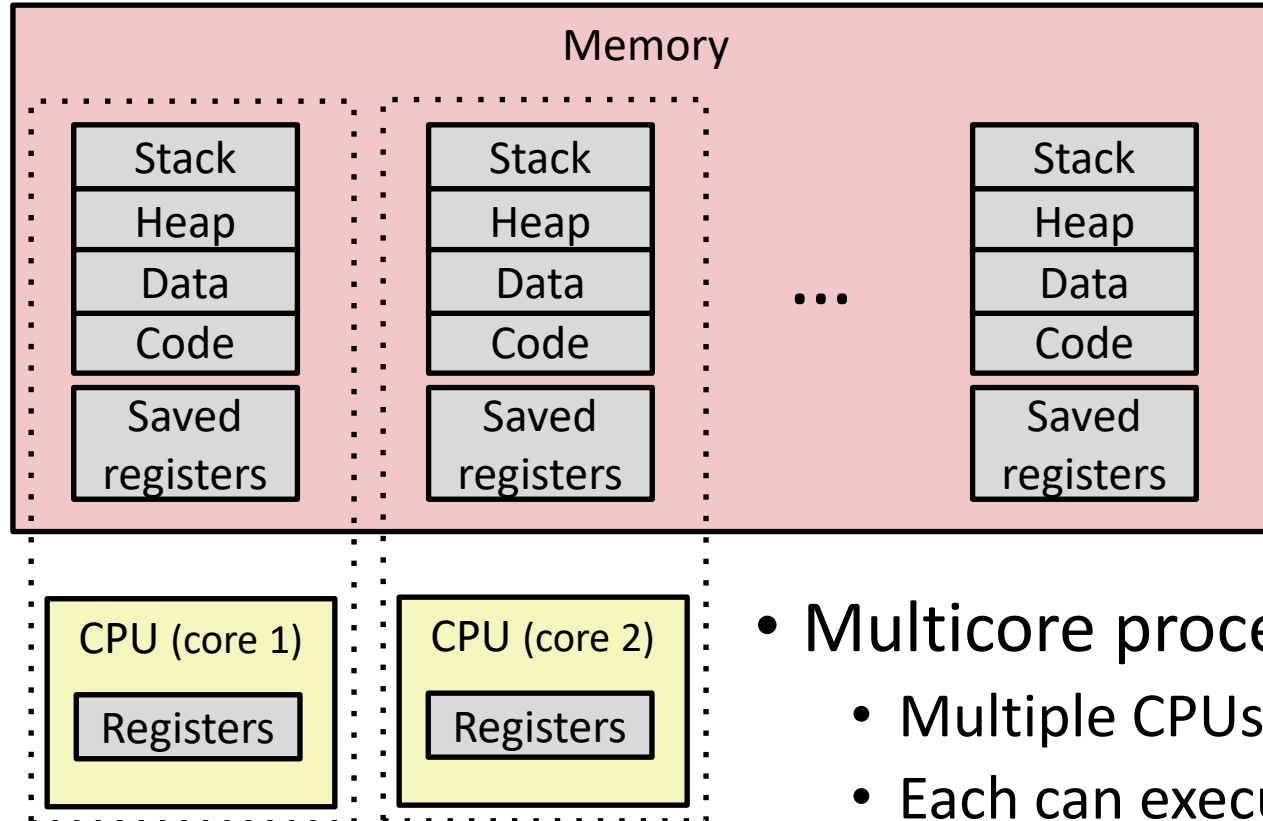 Memory
Stack
Heap
Data
Code
Saved
registers
Stack
Heap
Data
Code
Saved
registers
...
Stack
Heap
Data
Code
Saved
registers
CPU (core 1)
Registers
CPU (core 2)
Registers
• Multicore proce
• Multiple CPUs
• Each can execu